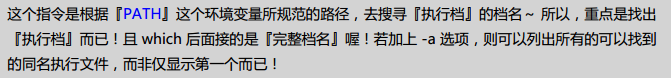 这个指令是根据『PATH』这个环境变量所规范的路径，去搜寻『执行档』的档名～ 所以，重点是找出
『执行档』而已！且 which 后面接的是『完整档名』喔！若加上 -a 选项，则可以列出所有的可以找到
的同名执行文件，而非仅显示第一个而已！